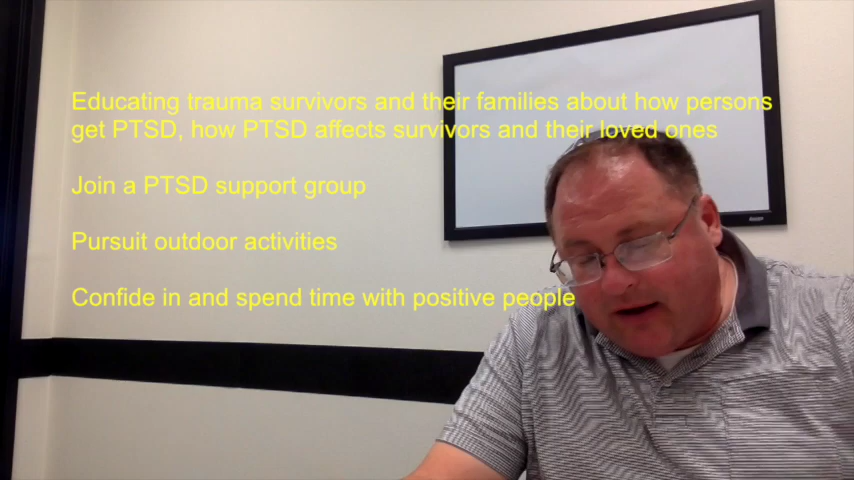 Educating trauma survivors and their families about how persons
get PTSD, how PTSD affects survivors and their loved ones
Join a PTSD support group
Pursuit outdoor activities
Confide in and spend time with positive people